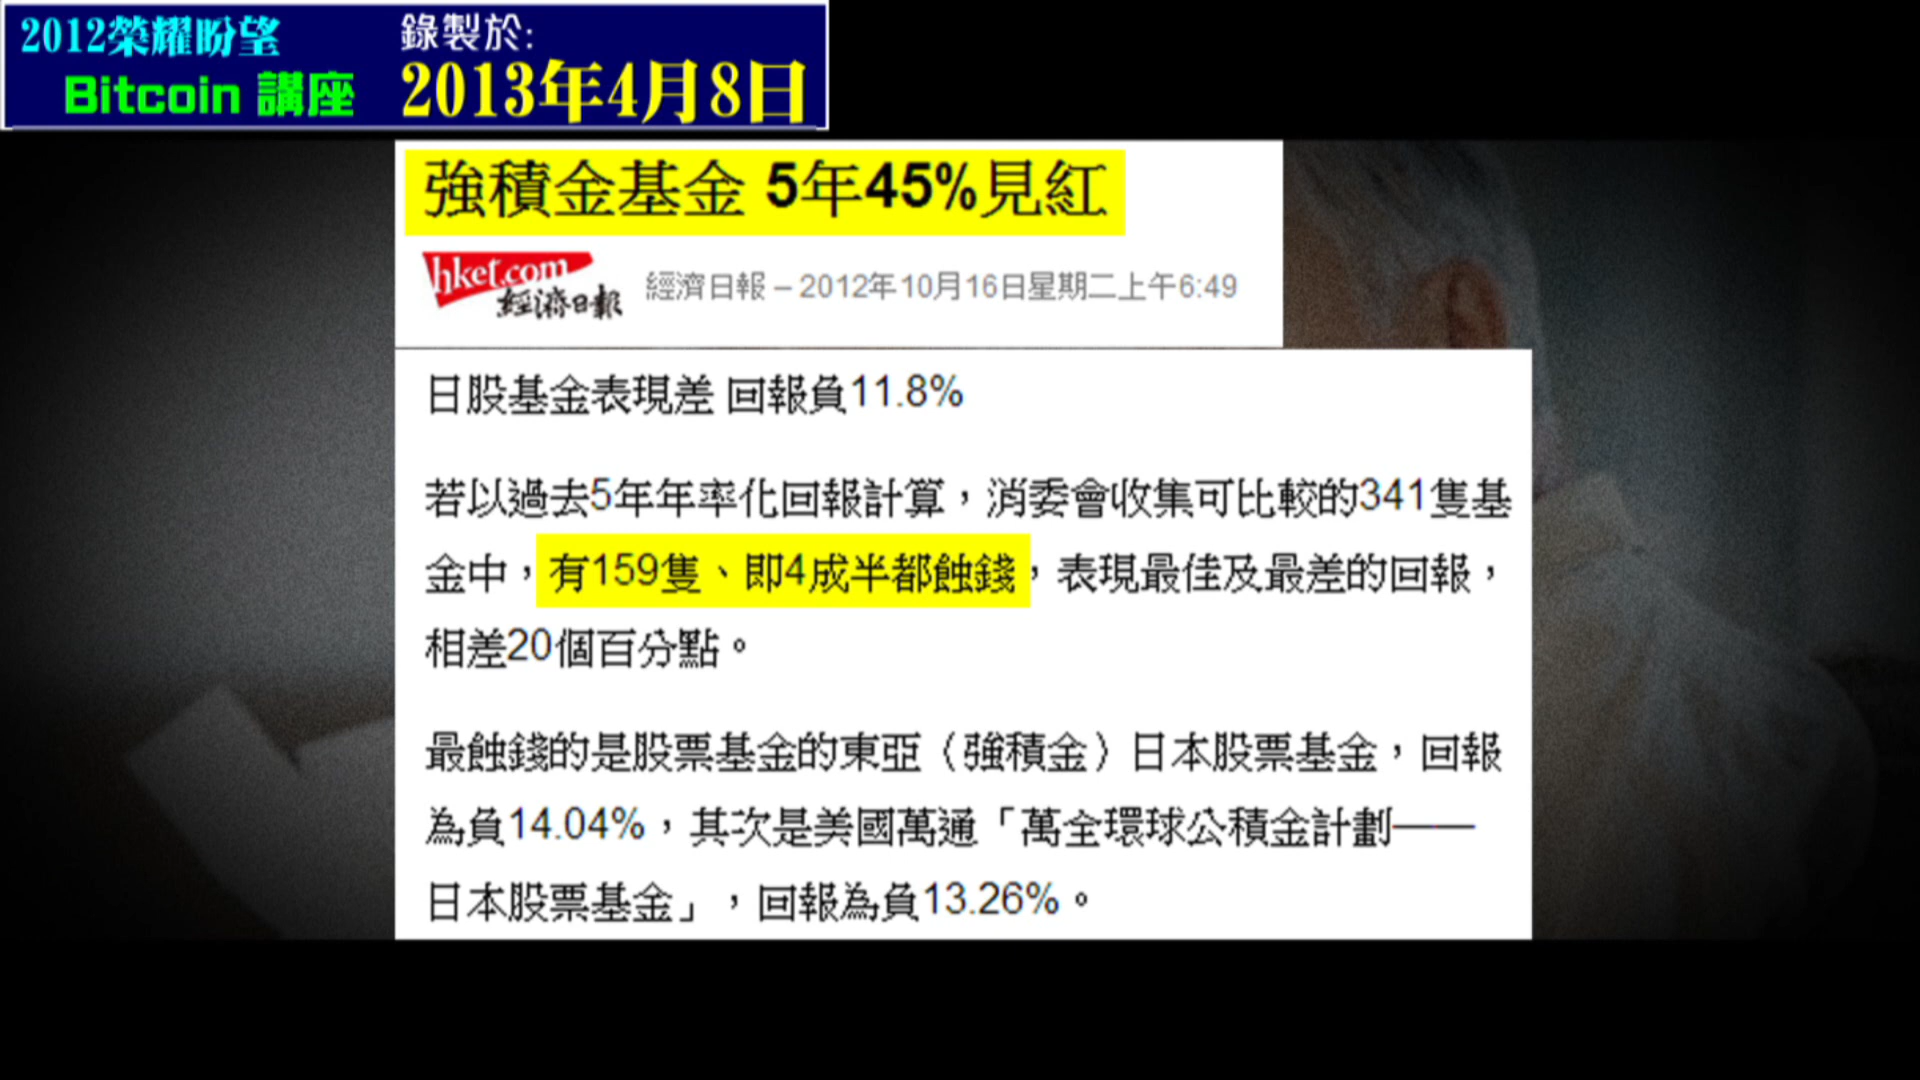 2012榮耀盼望
Bitcoin 講座
錄製於:
2013年4月8日
強積金基金 5年45%見紅
hket.com
經濟日報
經濟日報 – 2012年10月16日星期二上午6:49
日股基金表現差 回報負11.8%
若以過去5年年率化回報計算，消委會收集可比較的341隻基
金中，有159隻、即4成半都蝕錢，表現最佳及最差的回報，
相差20個百分點。
最蝕錢的是股票基金的東亞（強積金）日本股票基金，回報
為負14.04%，其次是美國萬通「萬全環球公積金計劃——
日本股票基金」，回報為負13.26%。